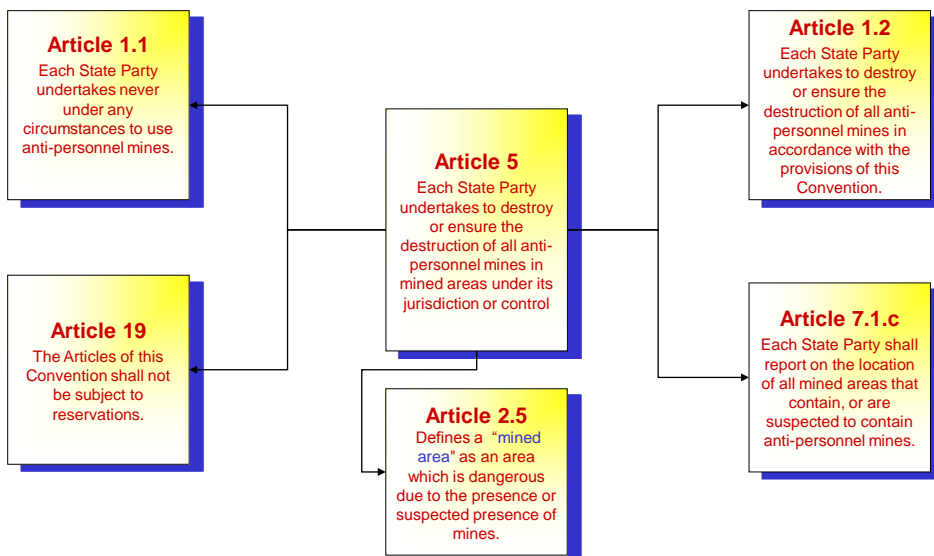 Article 1.1
Each State Party
undertakes never
under any
circumstances to use
anti-personnel mines.
Article 19
The Articles of this
Convention shall not
be subject to
reservations.
Article 5
Each State Party
undertakes to destroy
or ensure the
destruction of all anti-
personnel mines in
mined areas under its
jurisdiction or control
Article 2.5
Defines a “mined
area” as an area
which is dangerous
due to the presence or
suspected presence of
mines.
Article 1.2
Each State Party
undertakes to destroy
or ensure the
destruction of all anti-
personnel mines in
accordance with the
provisions of this
Convention.
Article 7.1.c
Each State Party shall
report on the location
of all mined areas that
contain, or are
suspected to contain
anti-personnel mines.